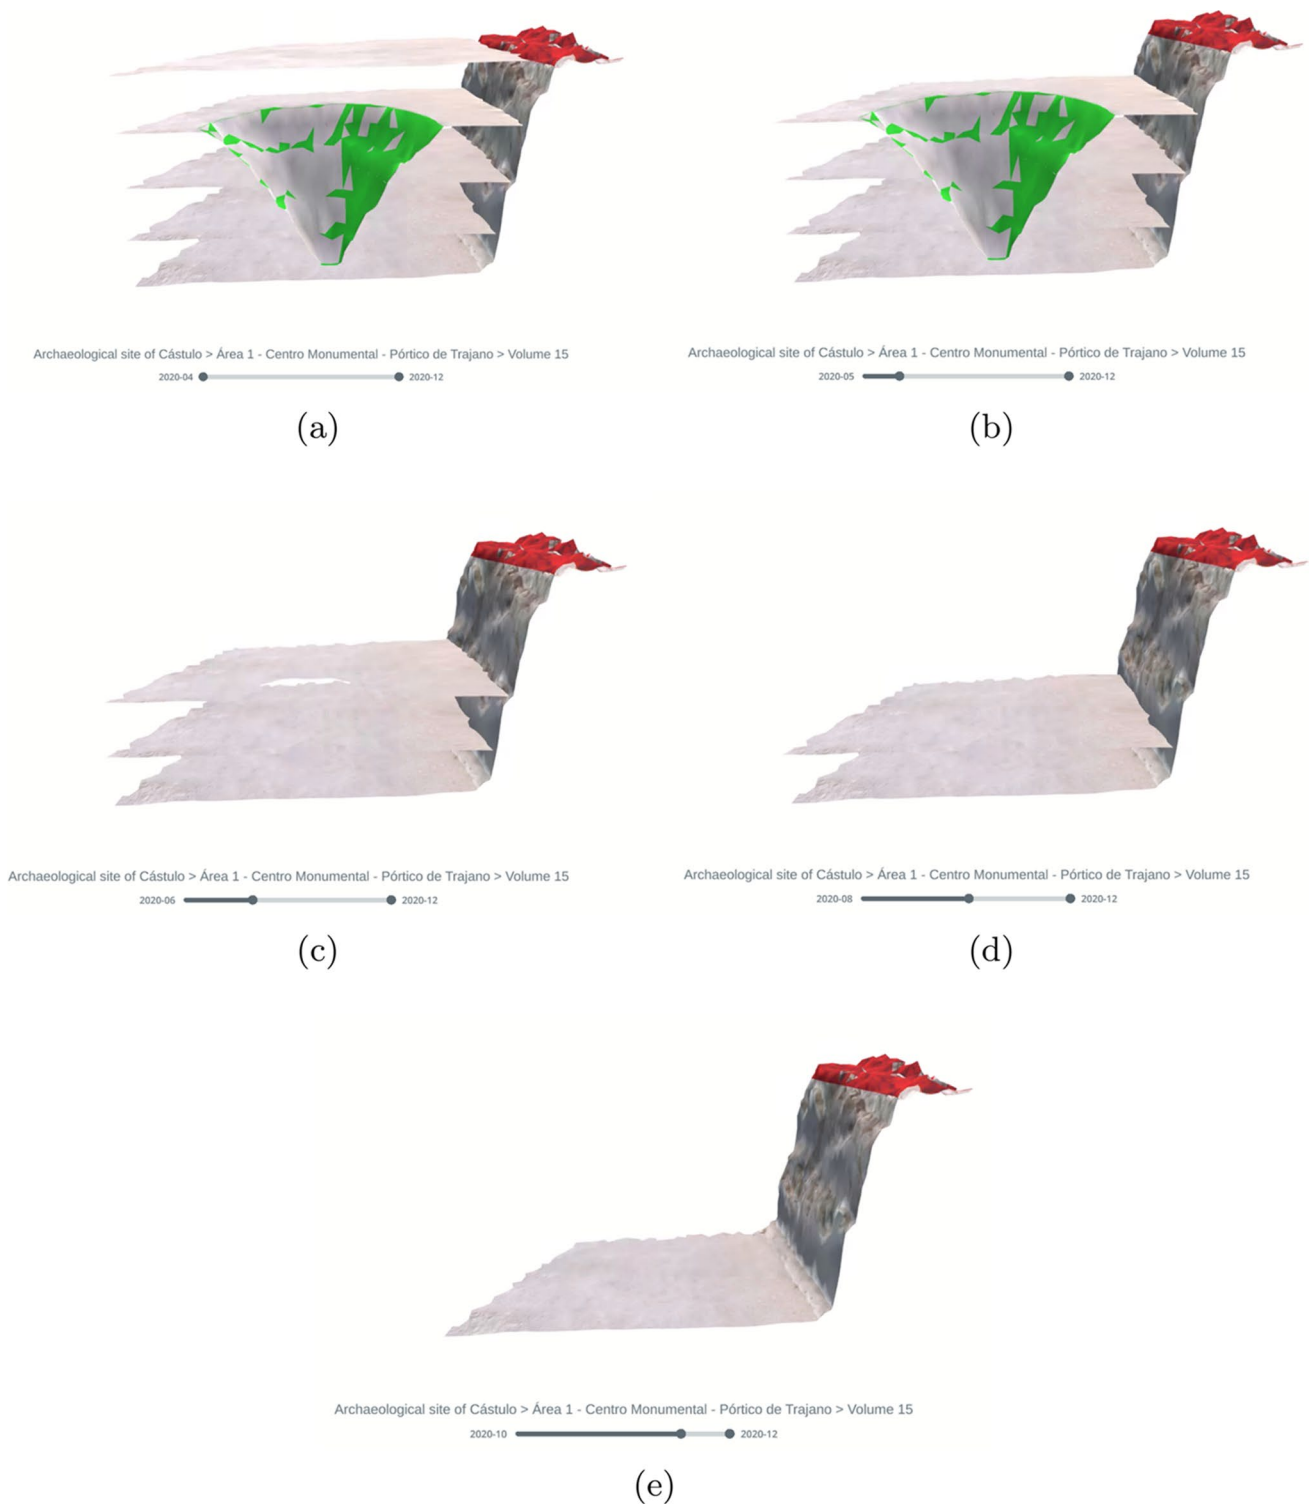 Archaeological site of Cástulo > Área 1 - Centro Monumental - Pórtico de Trajano > Volume 15
2020-04 2020-12
(a)
Archaeological site of Cástulo > Área 1 - Centro Monumental - Pórtico de Trajano > Volume 15
2020-05 2020-12
(b)
Archaeological site of Cástulo > Área 1 - Centro Monumental - Pórtico de Trajano > Volume 15
2020-06 2020-12
(c)
Archaeological site of Cástulo > Área 1 - Centro Monumental - Pórtico de Trajano > Volume 15
2020-08 2020-12
(d)
Archaeological site of Cástulo > Área 1 - Centro Monumental - Pórtico de Trajano > Volume 15
2020-10 2020-12
(e)